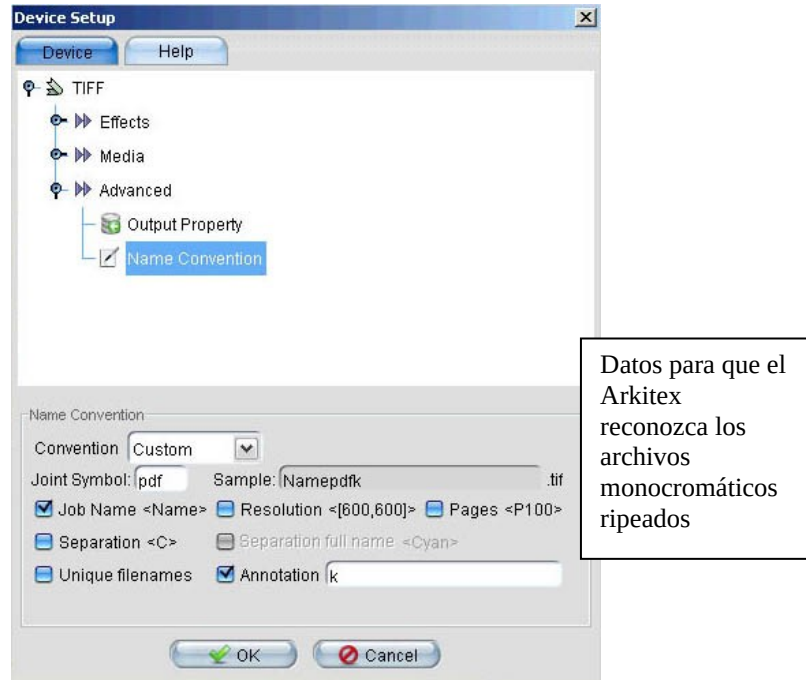 Device Setup
Device Help
TIFF
Effects
Media
Advanced
Output Property
Name Convention
Datos para que el
Arkitex
reconozca los
archivos
monocromáticos
ripeados
Name Convention
Convention Custom
Joint Symbol: pdf Sample: Namepdfk .tif
Job Name <Name> Resolution <[600,600]> Pages <P100>
Separation <C> Separation full name <Cyan>
Unique filenames Annotation k
OK Cancel